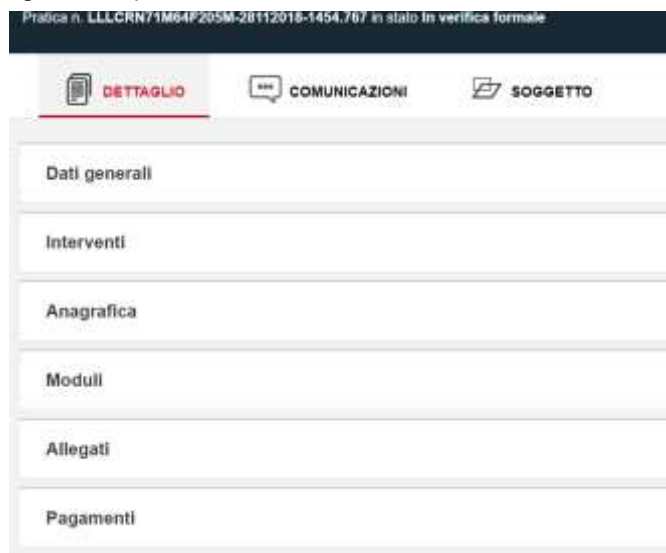 Pratica n. LLLCRN71M64F205M-28112018-1454.767 in stato In verifica formale
DETTAGLIO
COMUNICAZIONI
SOGGETTO
Dati generali
Interventi
Anagrafica
Moduli
Allegati
Pagamenti